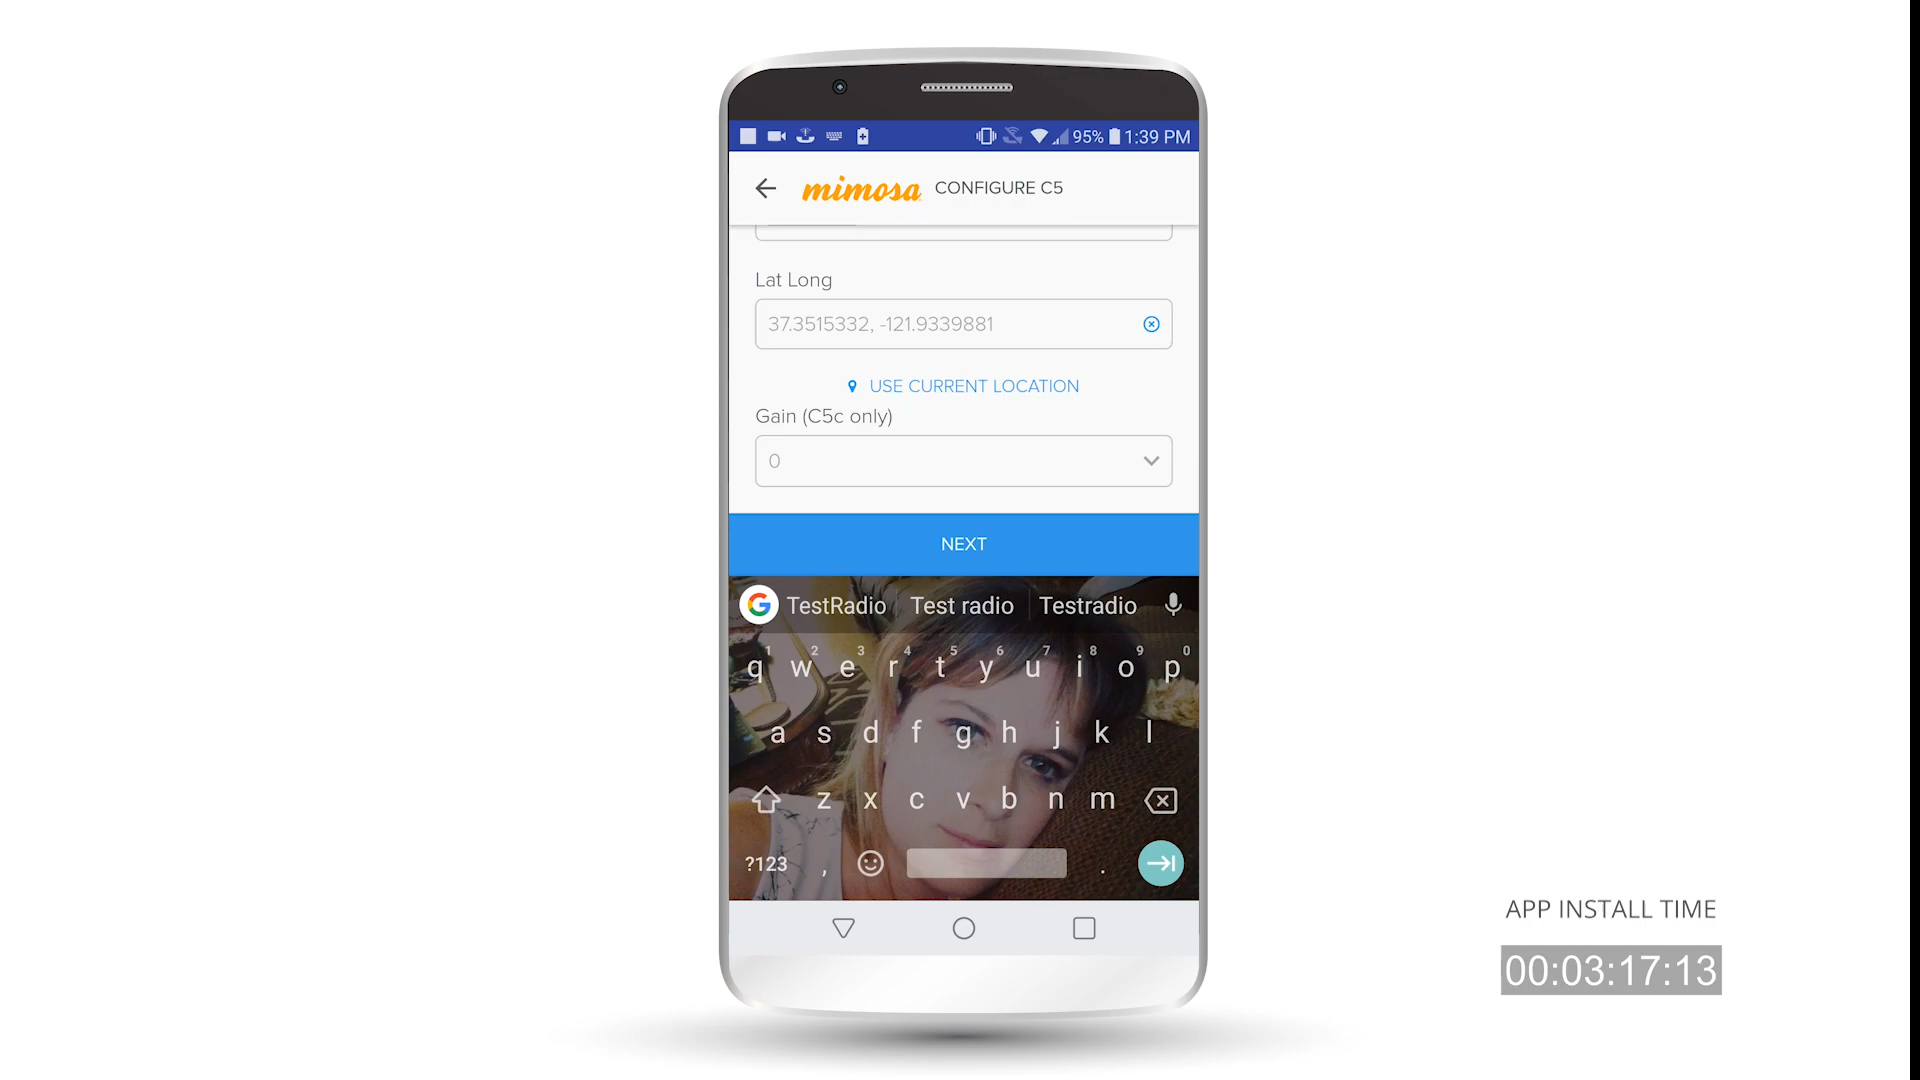 95% 1:39 PM
mimosa CONFIGURE C5
Lat Long
37.3515332, -121.9339881
USE CURRENT LOCATION
Gain (C5c only)
0
NEXT
G TestRadio Test radio Testradio
1 2 3 4 5 6 7 8 9 0
q w e r t y u i o p
a s d f g h j k l
z x c v b n m
?123 , .
APP INSTALL TIME
00:03:17:13